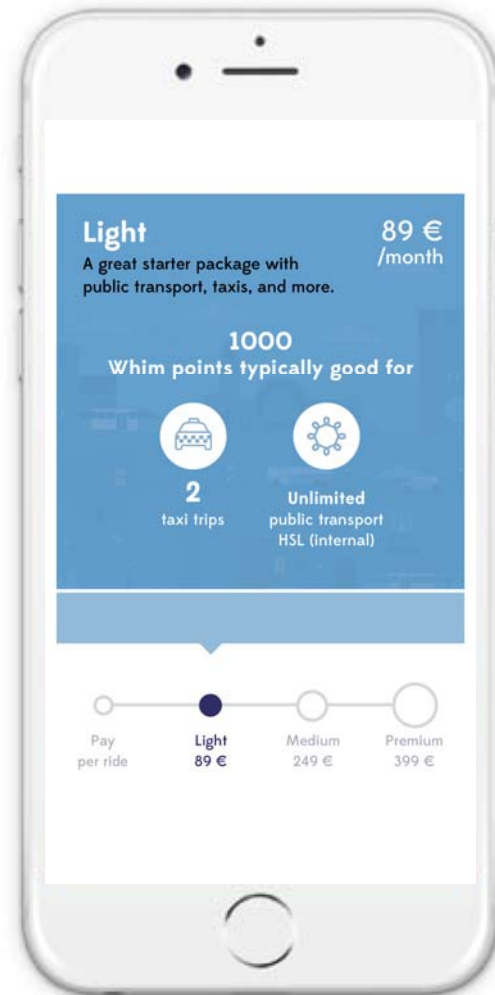 Light
89 €
/month
A great starter package with
public transport, taxis, and more.
1000
Whim points typically good for
2
taxi trips
Unlimited
public transport
HSL (internal)
Pay
per ride
Light
89 €
Medium
249 €
Premium
399 €